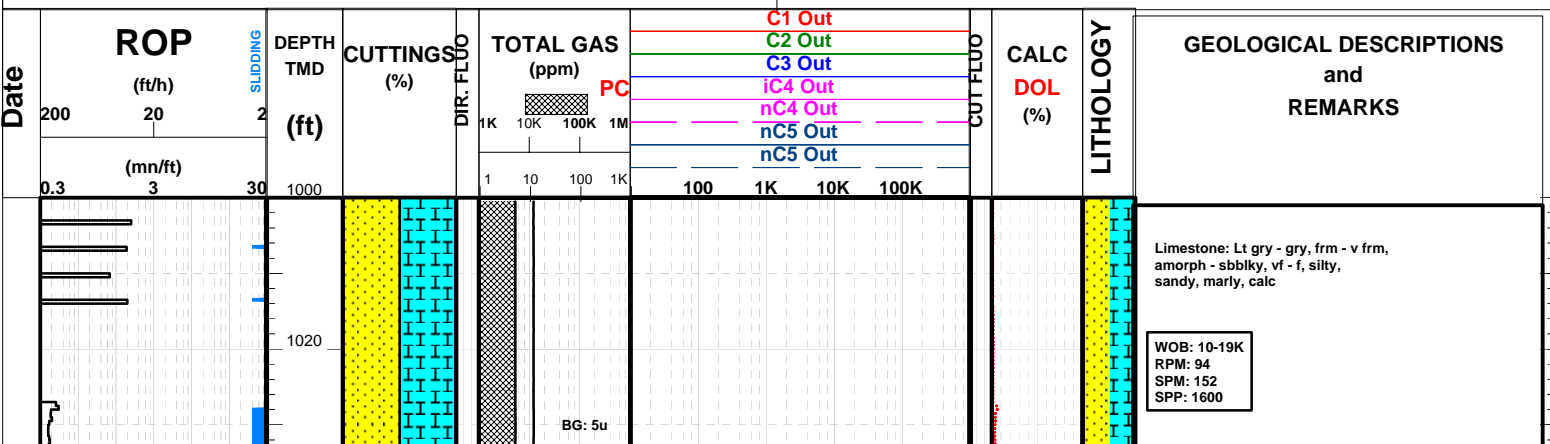 Date
ROP
(ft/h)
200 20 2
(mn/ft)
0.3 3 30
SLIDDING
DEPTH
TMD
(ft)
1000
CUTTINGS
(%)
DIR. FLUO
TOTAL GAS
(ppm)
PC
1K 10K 100K 1M
1 10 100 1K
C1 Out
C2 Out
C3 Out
iC4 Out
nC4 Out
nC5 Out
nC5 Out
100 1K 10K 100K
CUT FLUO
CALC
DOL
(%)
LITHOLOGY
GEOLOGICAL DESCRIPTIONS
and
REMARKS
Limestone: Lt gry - gry, frm - v frm,
amorph - sbblky, vf - f, silty,
sandy, marly, calc
1020
WOB: 10-19K
RPM: 94
SPM: 152
SPP: 1600
BG: 5u